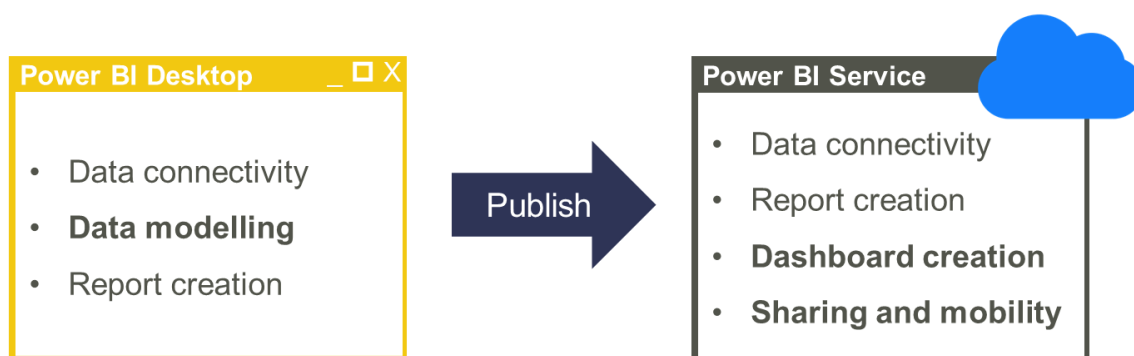 Power BI Desktop _ X
• Data connectivity
• Data modelling
• Report creation
Publish
Power BI Service
• Data connectivity
• Report creation
• Dashboard creation
• Sharing and mobility